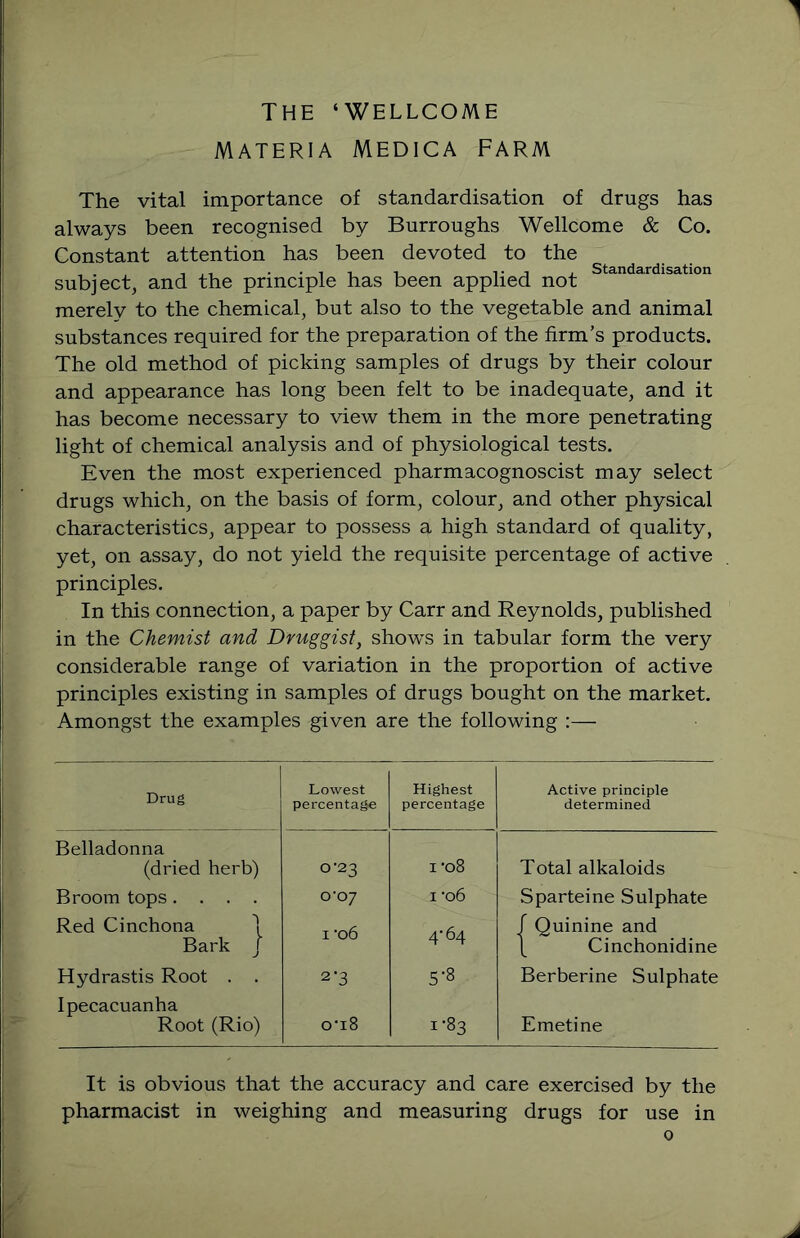 THE ‘WELLCOME
MATERIA MEDICA FARM
The vital importance of standardisation of drugs has
always been recognised by Burroughs Wellcome & Co.
Constant attention has been devoted to the
Standardisation
subject, and the principle has been applied not
merely to the chemical, but also to the vegetable and animal
substances required for the preparation of the firm's products.
The old method of picking samples of drugs by their colour
and appearance has long been felt to be inadequate, and it
has become necessary to view them in the more penetrating
light of chemical analysis and of physiological tests.
Even the most experienced pharmacognoscist may select
drugs which, on the basis of form, colour, and other physical
characteristics, appear to possess a high standard of quality,
yet, on assay, do not yield the requisite percentage of active
principles.
In this connection, a paper by Carr and Reynolds, published
in the Chemist and Druggist, shows in tabular form the very
considerable range of variation in the proportion of active
principles existing in samples of drugs bought on the market.
Amongst the examples given are the following :—
Drug | Lowest percentage | Highest percentage | Active principle determined
Belladonna
(dried herb) | 0·23 | 1·08 | Total alkaloids
Broom tops . . . . | 0·07 | 1·06 | Sparteine Sulphate
Red Cinchona Bark } | 1·06 | 4·64 | { Quinine and Cinchonidine
Hydrastis Root . . | 2·3 | 5·8 | Berberine Sulphate
Ipecacuanha
Root (Rio) | 0·18 | 1·83 | Emetine
It is obvious that the accuracy and care exercised by the
pharmacist in weighing and measuring drugs for use in
O